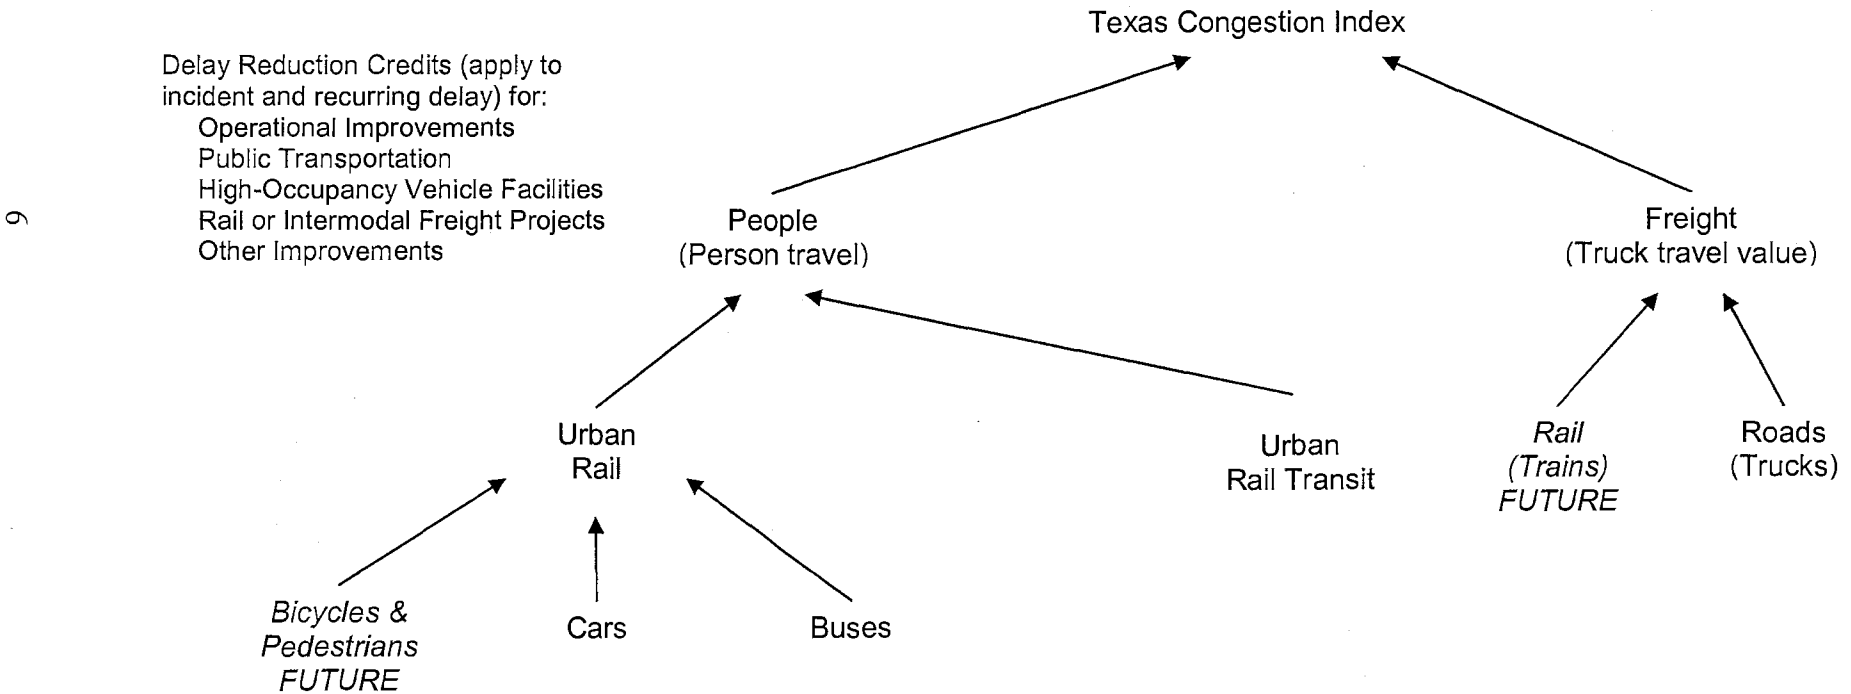 Texas Congestion Index
Delay Reduction Credits (apply to
incident and recurring delay) for:
Operational Improvements
Public Transportation
High-Occupancy Vehicle Facilities
Rail or Intermodal Freight Projects
Other Improvements
6
People
(Person travel)
Freight
(Truck travel value)
Urban
Rail
Urban
Rail Transit
Rail
(Trains)
FUTURE
Roads
(Trucks)
Bicycles &
Pedestrians
FUTURE
Cars
Buses